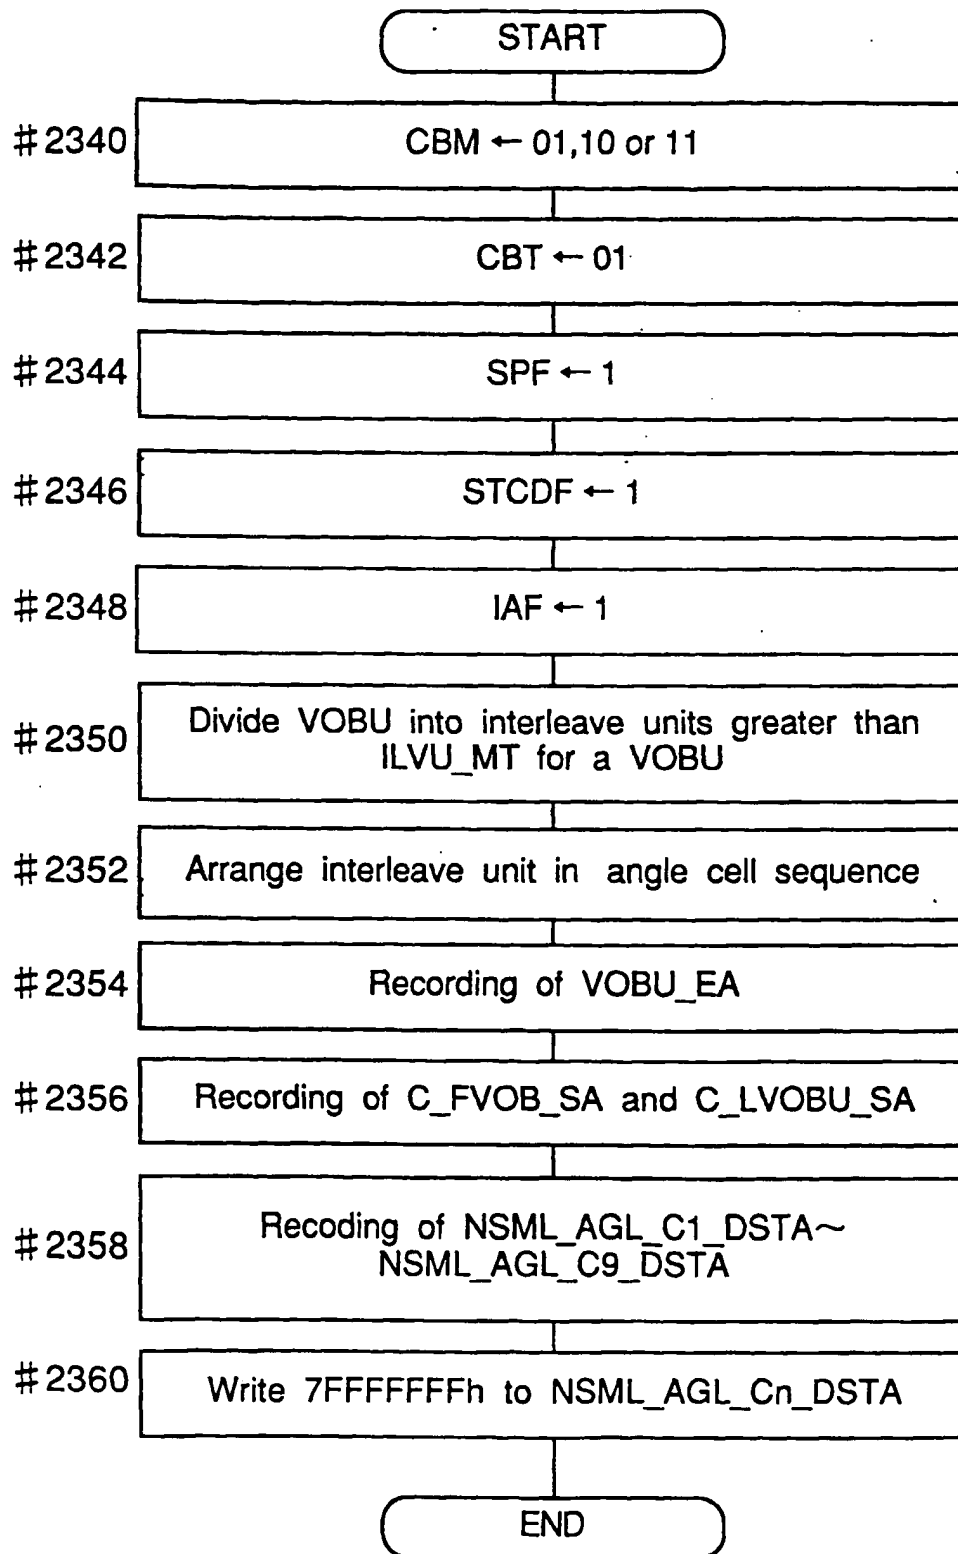 START
#2340 CBM ← 01,10 or 11
#2342 CBT ← 01
#2344 SPF ← 1
#2346 STCDF ← 1
#2348 IAF ← 1
#2350 Divide VOBU into interleave units greater than
ILVU_MT for a VOBU
#2352 Arrange interleave unit in angle cell sequence
#2354 Recording of VOBU_EA
#2356 Recording of C_FVOB_SA and C_LVOBU_SA
#2358 Recoding of NSML_AGL_C1_DSTA~
NSML_AGL_C9_DSTA
#2360 Write 7FFFFFFFh to NSML_AGL_Cn_DSTA
END